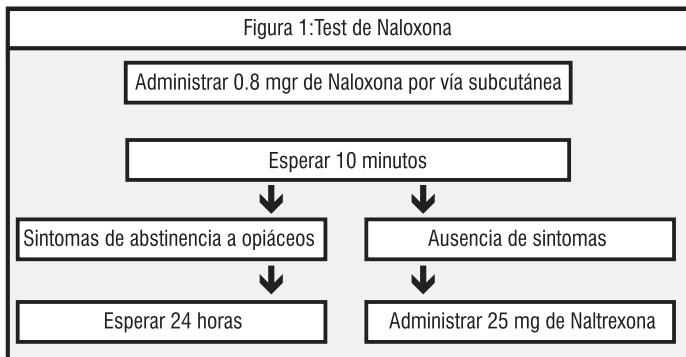 Figura 1:Test de Naloxona
Administrar 0.8 mgr de Naloxona por vía subcutánea
Esperar 10 minutos
Sintomas de abstinencia a opiáceos
Ausencia de sintomas
Esperar 24 horas
Administrar 25 mg de Naltrexona